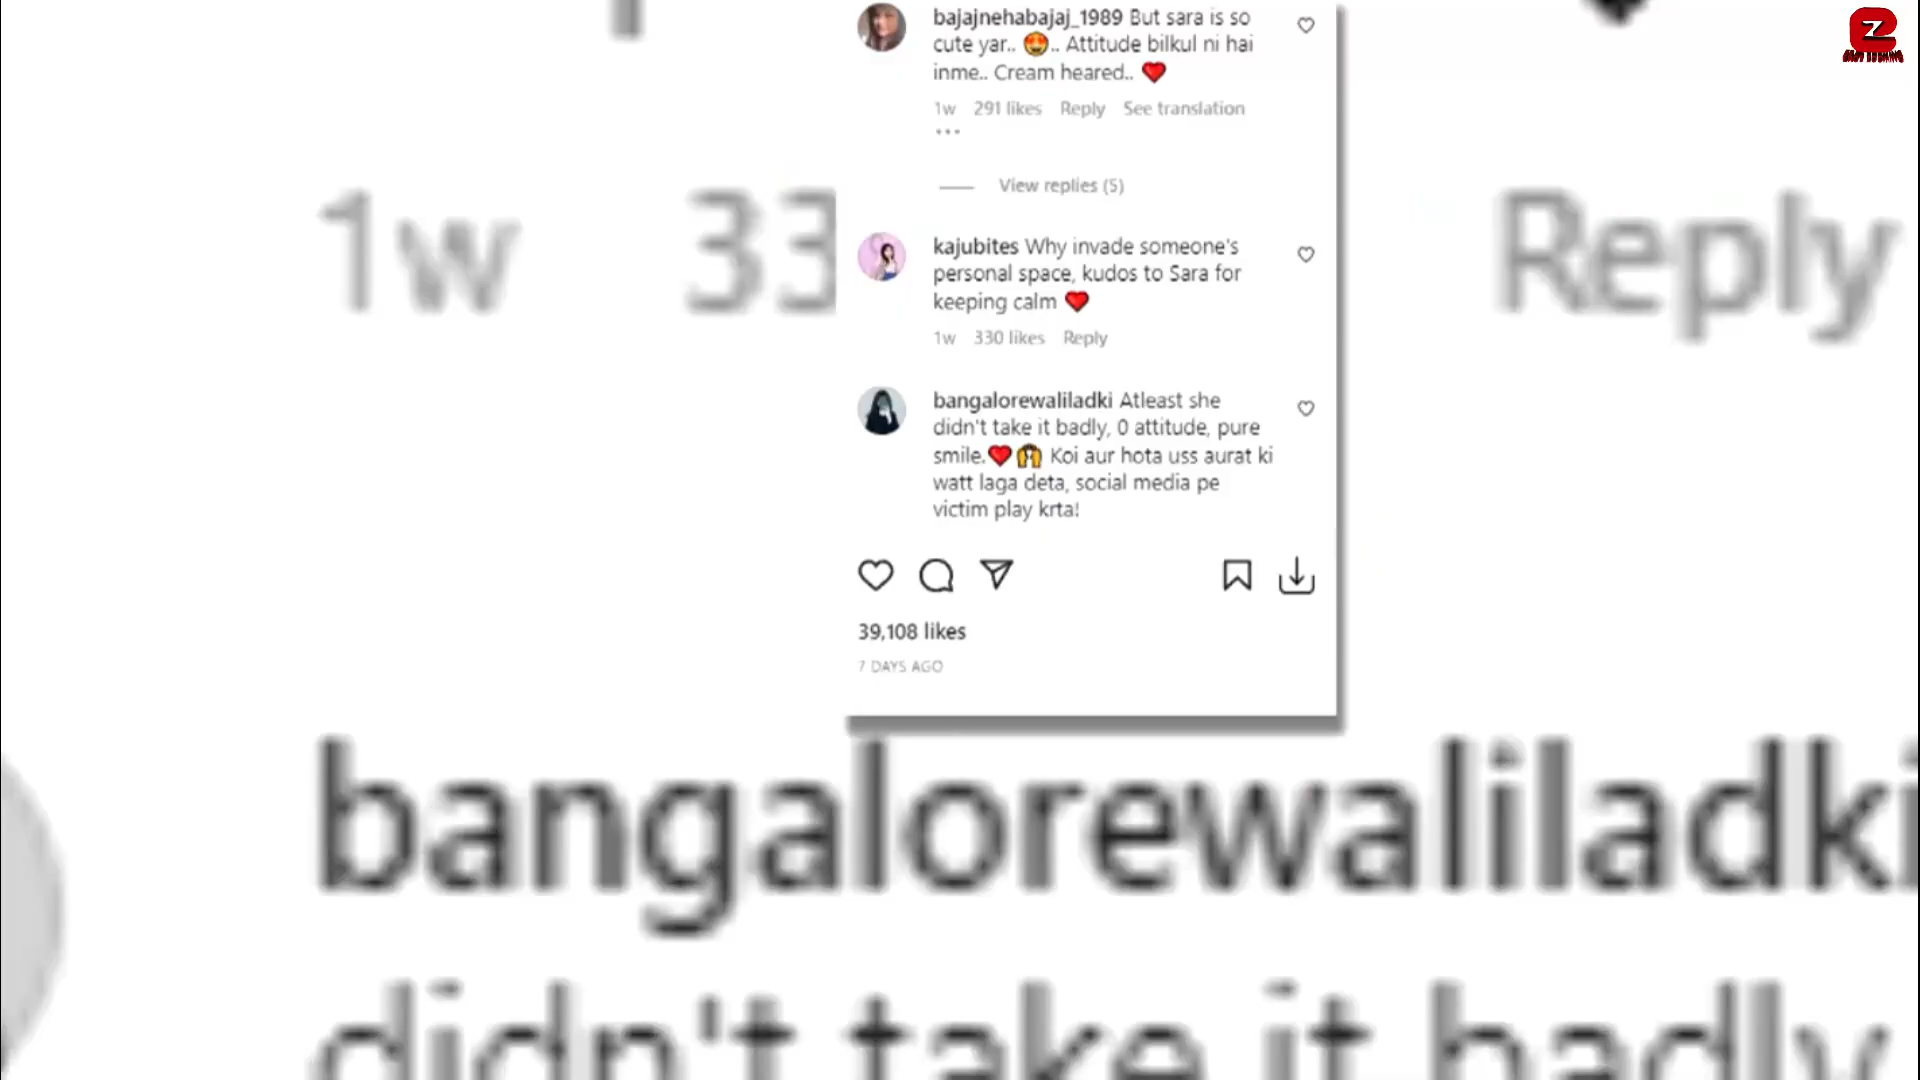 bajajnehabajaj_1989 But sara is so
cute yar.. 🤩.. Attitude bilkul ni hai
inme.. Cream heared.. ❤️
1w 291 likes Reply See translation
...
View replies (5)
kajubites Why invade someone's
personal space, kudos to Sara for
keeping calm ❤️
1w 330 likes Reply
bangalorewaliladki Atleast she
didn't take it badly, 0 attitude, pure
smile.❤️🙌 Koi aur hota uss aurat ki
watt laga deta, social media pe
victim play krta!
39,108 likes
7 DAYS AGO
1w 33 Reply
bangalorewaliladki
didn't take it badly
Z